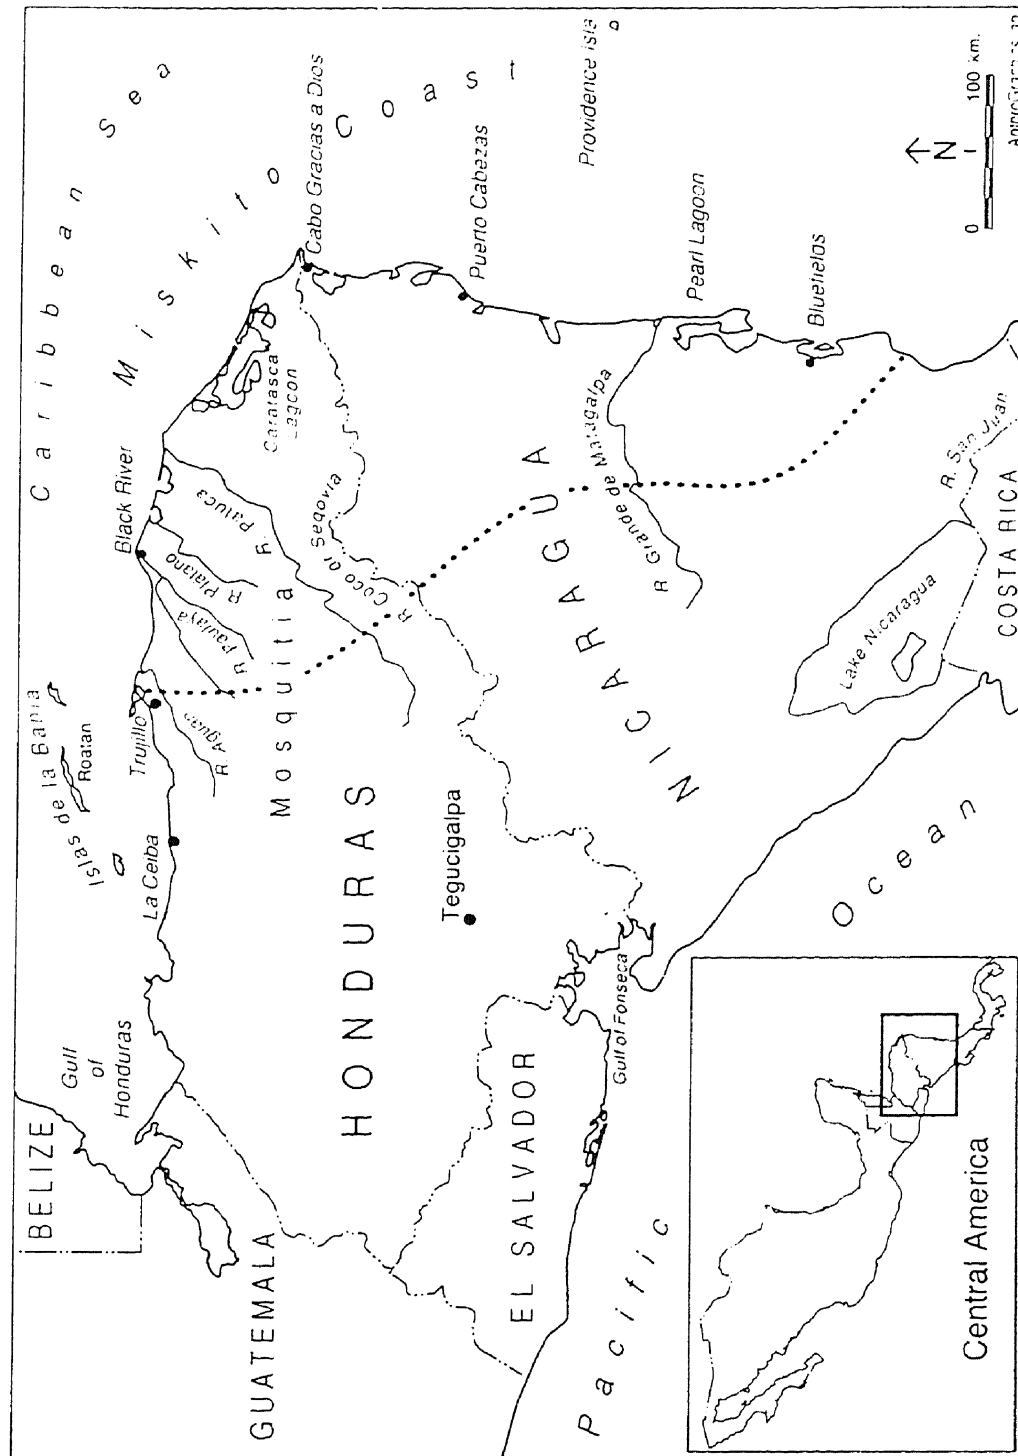 Caribbean Sea
BELIZE
Gulf
of
Honduras
Islas de la Bahia
Roatan
La Ceiba
Trujillo
Black River
Miskito Coast
R. Aguan
R. Paulaya
R. Platano
R. Patuca
Caratasca
Lagoon
Cabo Gracias a Dios
GUATEMALA
Mosquitia
HONDURAS
R. Coco or Segovia
Puerto Cabezas
Tegucigalpa
EL SALVADOR
Gulf of Fonseca
NICARAGUA
R Grande de Matagalpa
Providence Isla
Pearl Lagoon
Bluefields
Pacific Ocean
Lake Nicaragua
R. San Juan
COSTA RICA
Central America
N
0
100 km.